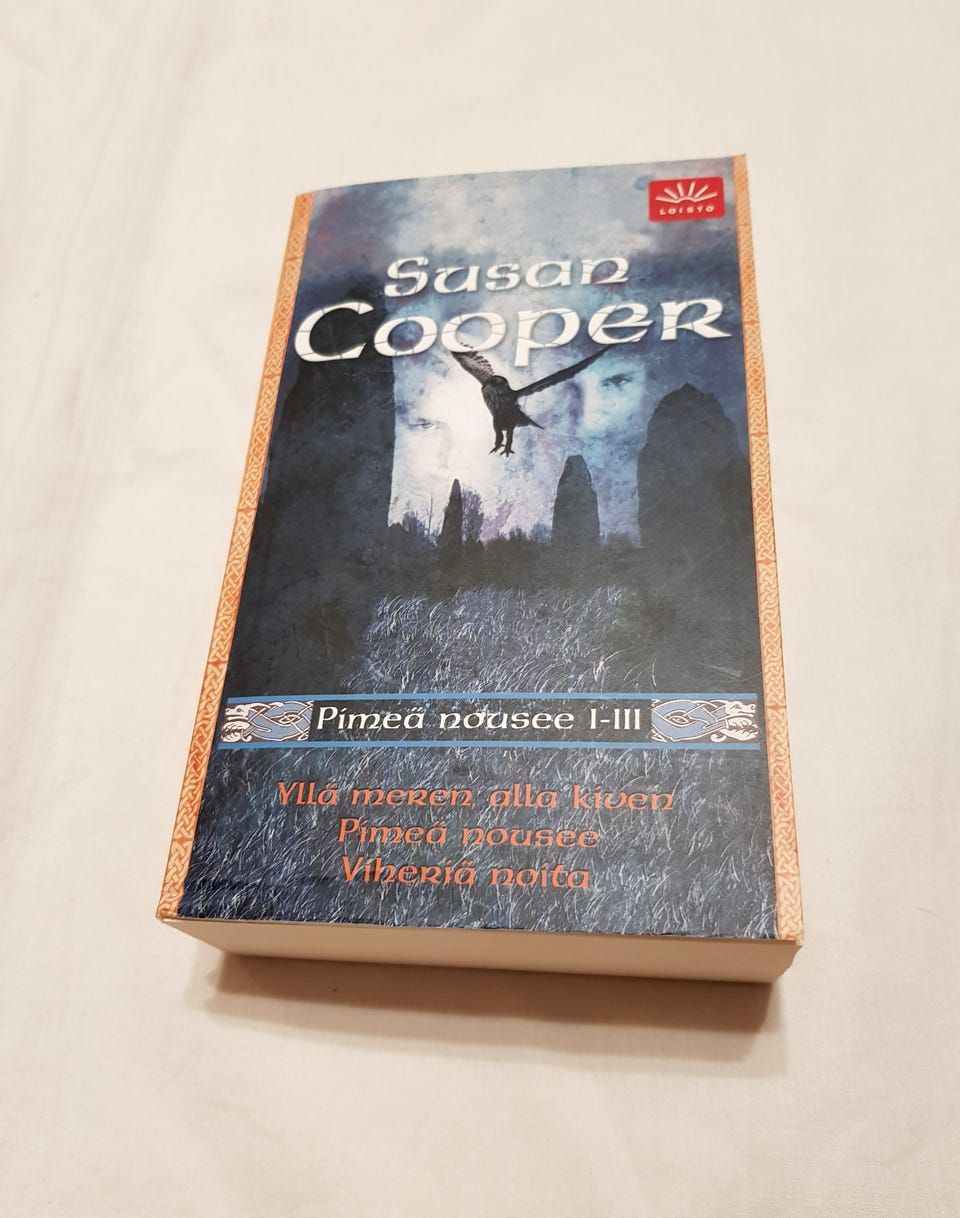 LOISTO
Susan
Cooper
Pimeä nousee I-III
Yllä meren, alla kiven
Pimeä nousee
Viheriä noita